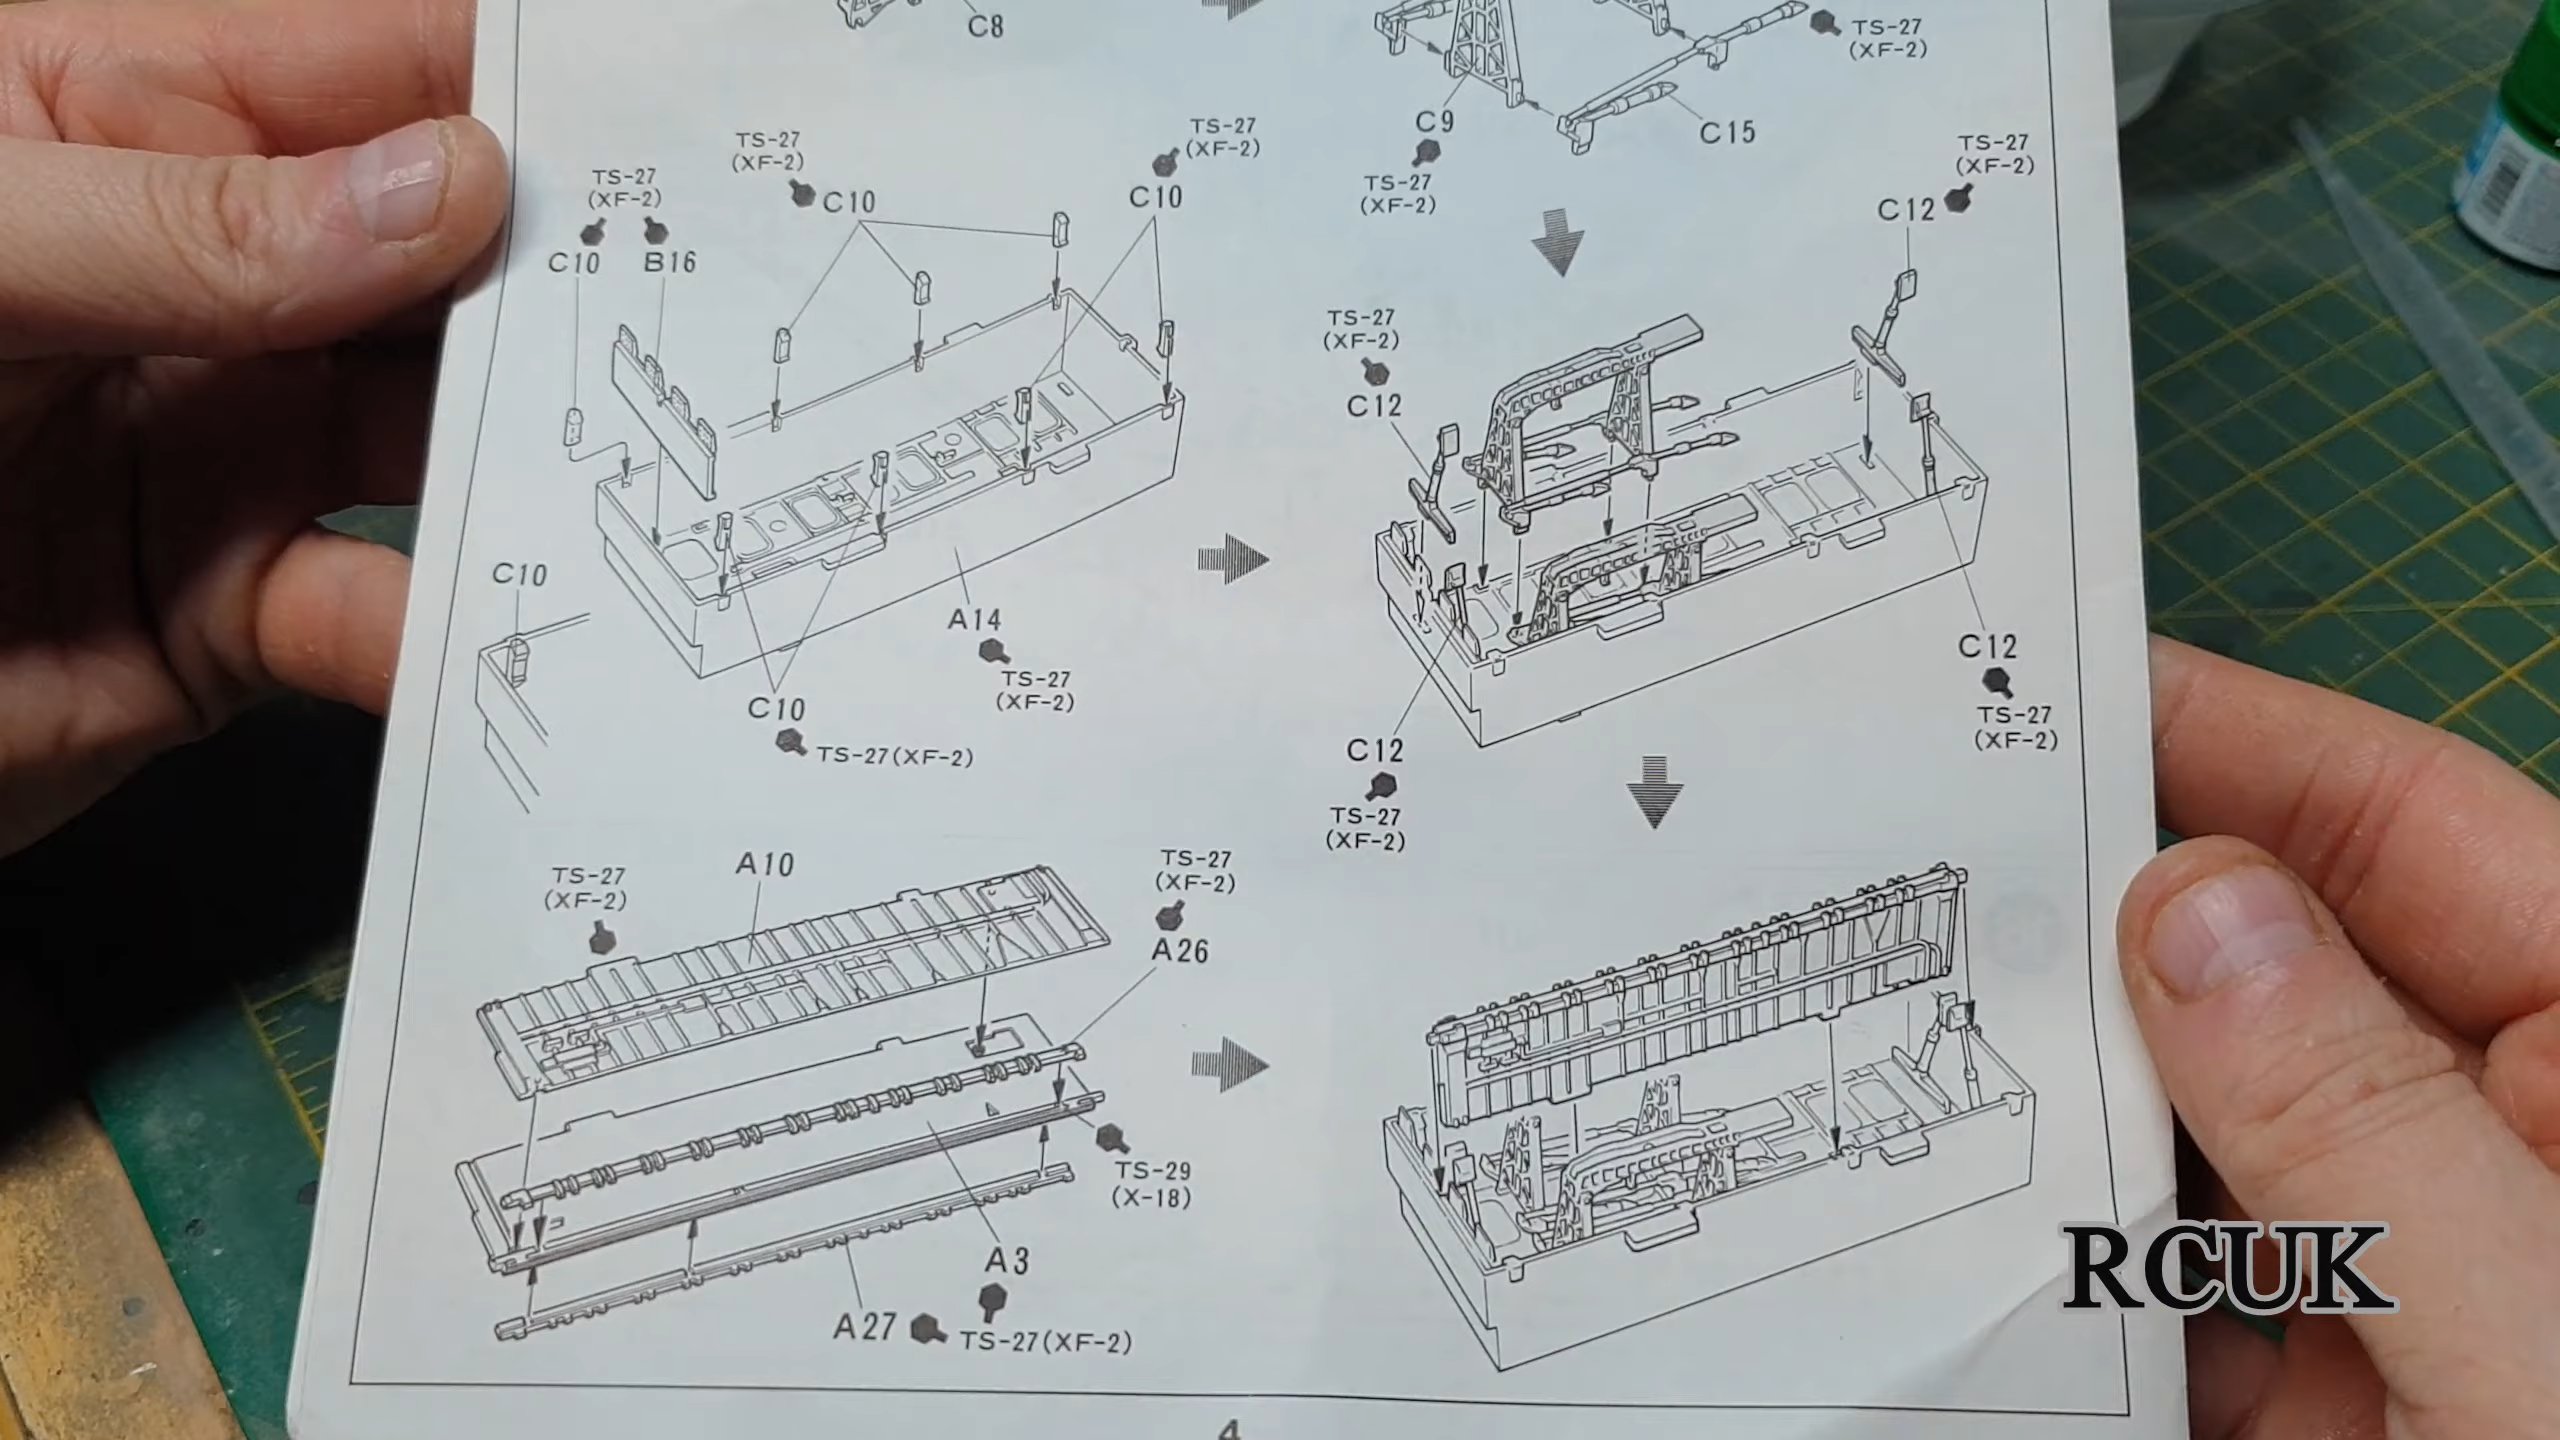 C8
TS-27
(XF-2)
C9
TS-27
(XF-2)
C15
TS-27
(XF-2)
C10
B16
TS-27
(XF-2)
C10
TS-27
(XF-2)
C10
C10
A14
TS-27
(XF-2)
C10
TS-27(XF-2)
TS-27
(XF-2)
C12
TS-27
(XF-2)
C12
C12
TS-27
(XF-2)
C12
TS-27
(XF-2)
TS-27
(XF-2)
A10
TS-27
(XF-2)
A26
TS-29
(X-18)
A3
A27
TS-27(XF-2)
4
RCUK